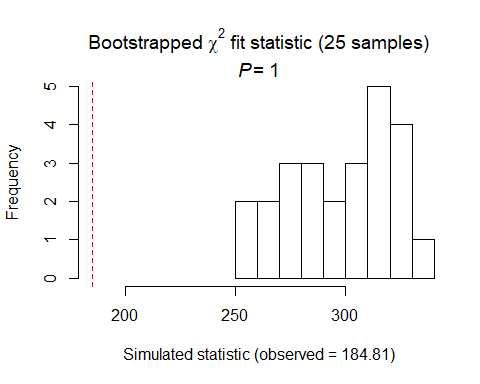 Bootstrapped χ² fit statistic (25 samples)
P = 1
Frequency
5
4
3
2
1
0
200 250 300
Simulated statistic (observed = 184.81)